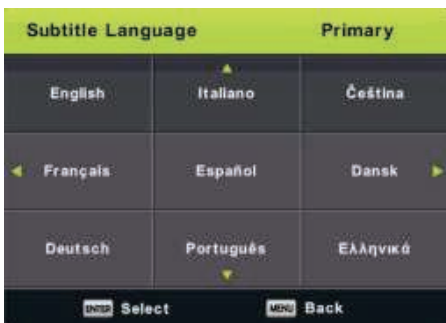 Subtitle Language Primary
English Italiano Čeština
Français Español Dansk
Deutsch Português Ελληνικά
ENTER Select MENU Back